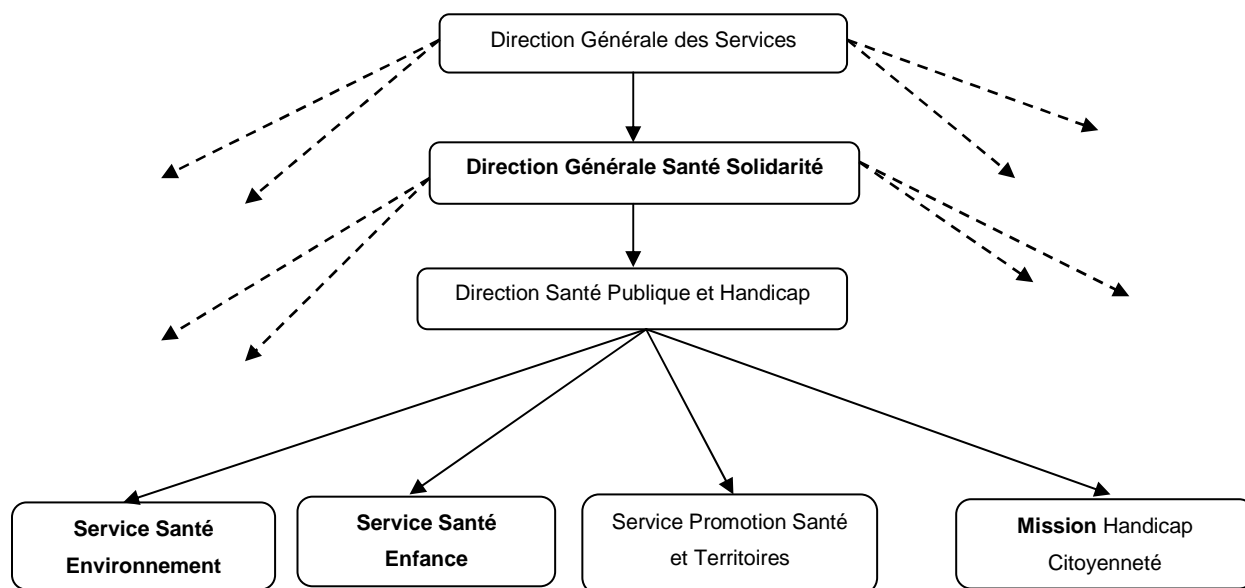 Direction Générale des Services
Direction Générale Santé Solidarité
Direction Santé Publique et Handicap
Service Santé
Environnement
Service Santé
Enfance
Service Promotion Santé
et Territoires
Mission Handicap
Citoyenneté